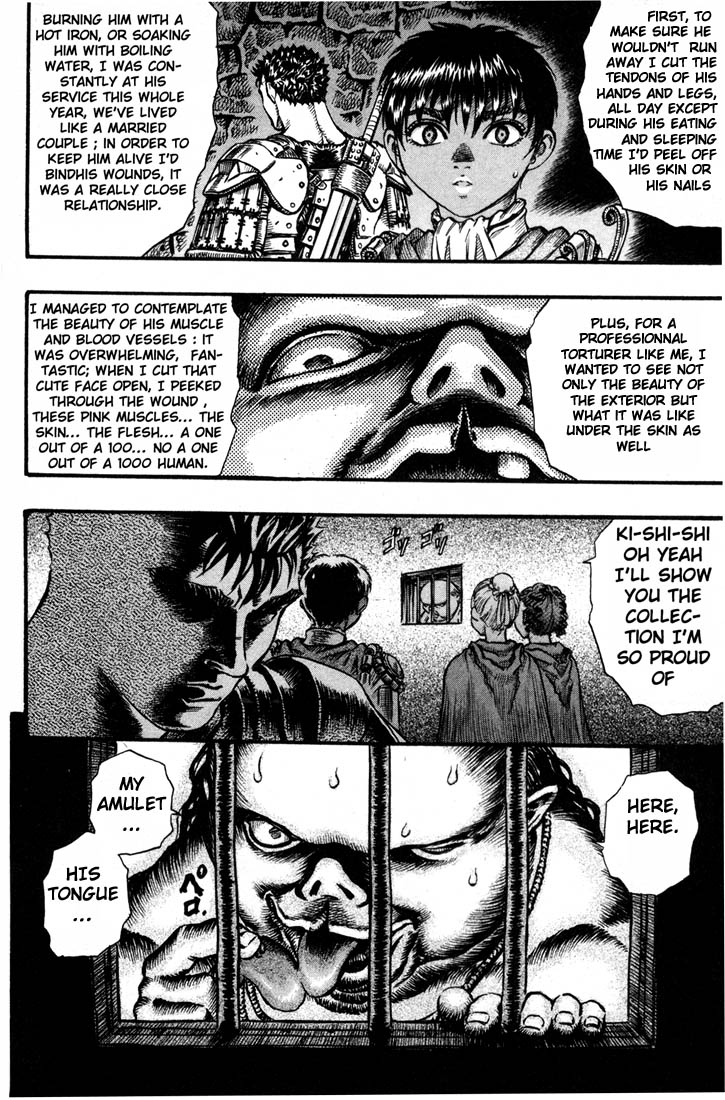 FIRST, TO
MAKE SURE HE
WOULDN'T RUN
AWAY I CUT THE
TENDONS OF HIS
HANDS AND LEGS,
ALL DAY EXCEPT
DURING HIS EATING
AND SLEEPING
TIME I'D PEEL OFF
HIS SKIN OR
HIS NAILS
BURNING HIM WITH A
HOT IRON, OR SOAKING
HIM WITH BOILING
WATER, I WAS CON-
STANTLY AT HIS
SERVICE THIS WHOLE
YEAR, WE'VE LIVED
LIKE A MARRIED
COUPLE ; IN ORDER TO
KEEP HIM ALIVE I'D
BINDHIS WOUNDS, IT
WAS A REALLY CLOSE
RELATIONSHIP.
PLUS, FOR A
PROFESSIONNAL
TORTURER LIKE ME, I
WANTED TO SEE NOT
ONLY THE BEAUTY OF
THE EXTERIOR BUT
WHAT IT WAS LIKE
UNDER THE SKIN AS
WELL
I MANAGED TO CONTEMPLATE
THE BEAUTY OF HIS MUSCLE
AND BLOOD VESSELS : IT
WAS OVERWHELMING, FAN-
TASTIC; WHEN I CUT THAT
CUTE FACE OPEN, I PEEKED
THROUGH THE WOUND ,
THESE PINK MUSCLES... THE
SKIN... THE FLESH... A ONE
OUT OF A 100... NO A ONE
OUT OF A 1000 HUMAN.
KI-SHI-SHI
OH YEAH
I'LL SHOW
YOU THE
COLLEC-
TION I'M
SO PROUD
OF
ゴソ ゴソ
HERE,
HERE.
MY
AMULET
...
HIS
TONGUE
...
ペロ